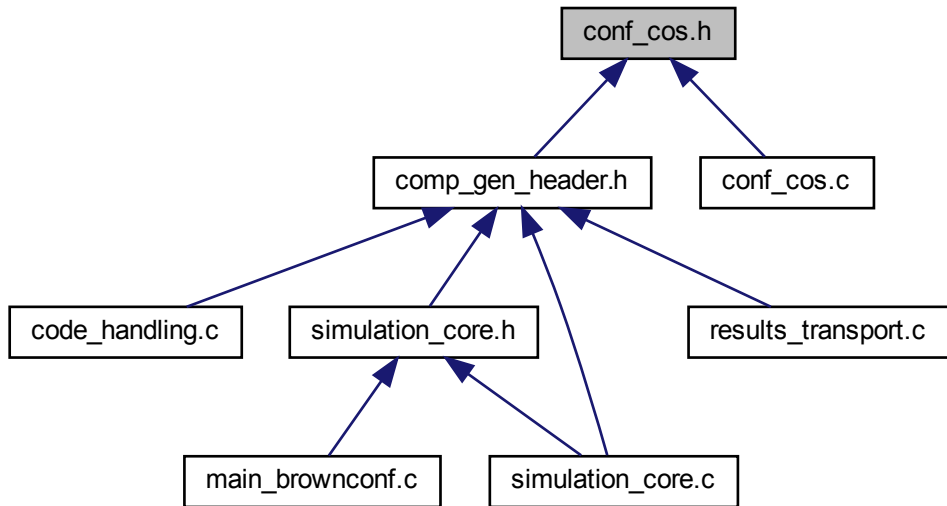 conf_cos.h
comp_gen_header.h
conf_cos.c
code_handling.c
simulation_core.h
results_transport.c
main_brownconf.c
simulation_core.c